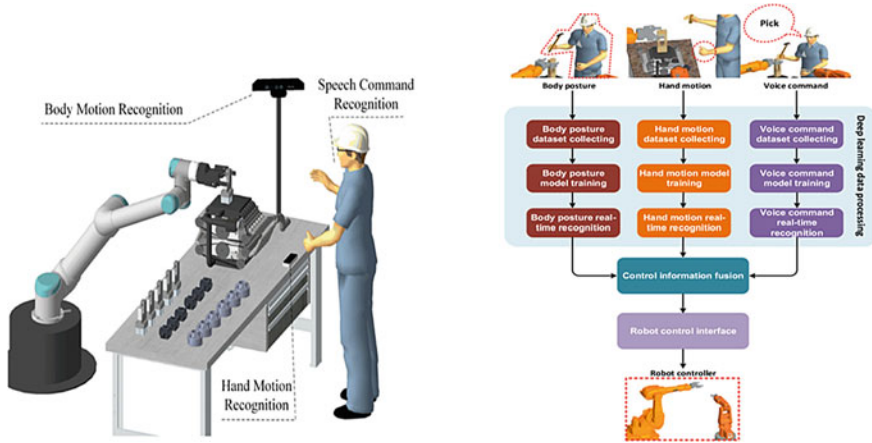 Body Motion Recognition
Speech Command
Recognition
Hand Motion
Recognition
Pick
Body posture
Hand motion
Voice command
Body posture
dataset collecting
Hand motion
dataset collecting
Voice command
dataset collecting
Body posture
model training
Hand motion model
training
Voice command
model training
Body posture real-
time recognition
Hand motion real-
time recognition
Voice command
real-time
recognition
Deep learning data processing
Control information fusion
Robot control interface
Robot controller